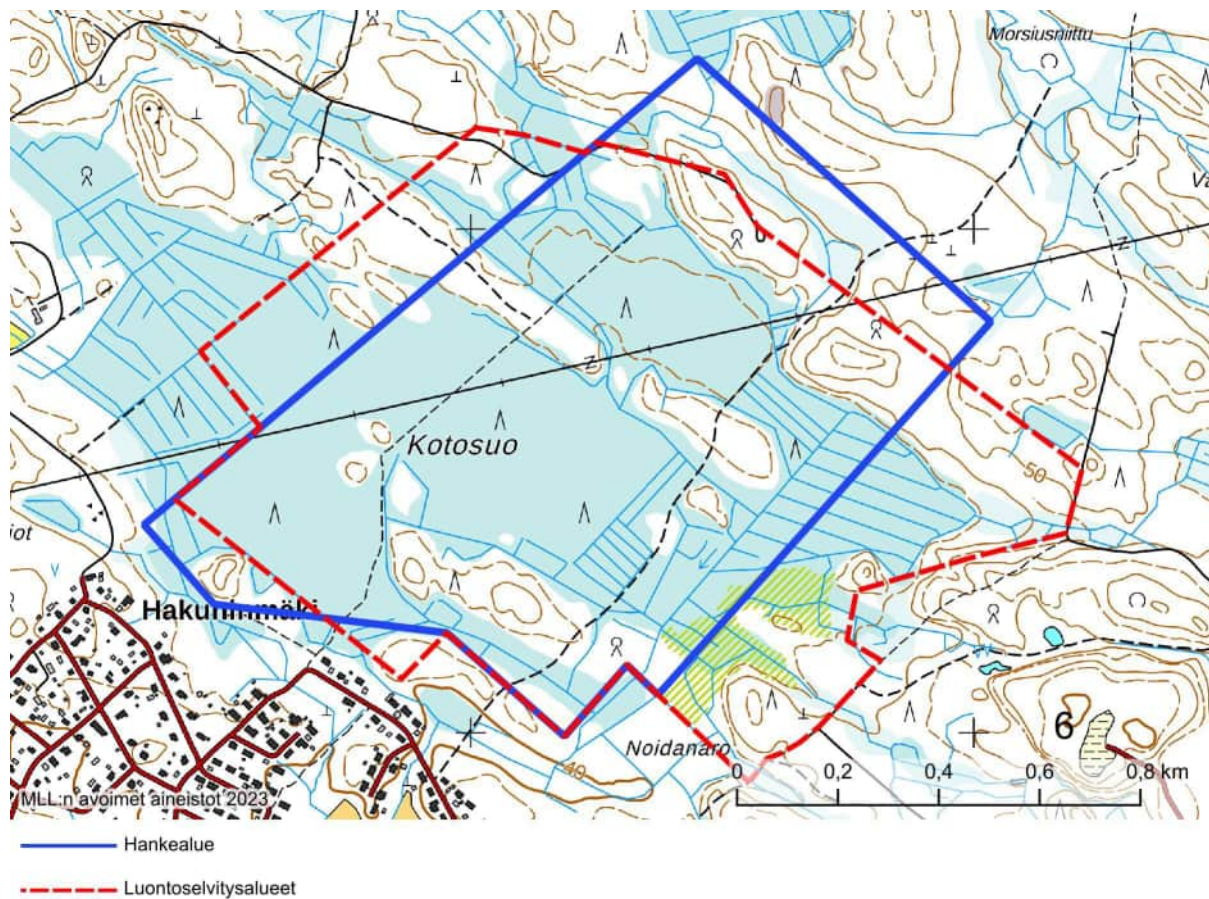 Morsiusniittu
Kotosuo
50
Hakuninmäki
Noidanaro
6
40
0 0,2 0,4 0,6 0,8 km
MLL:n avoimet aineistot 2023
Hankealue
Luontoselvitysalueet